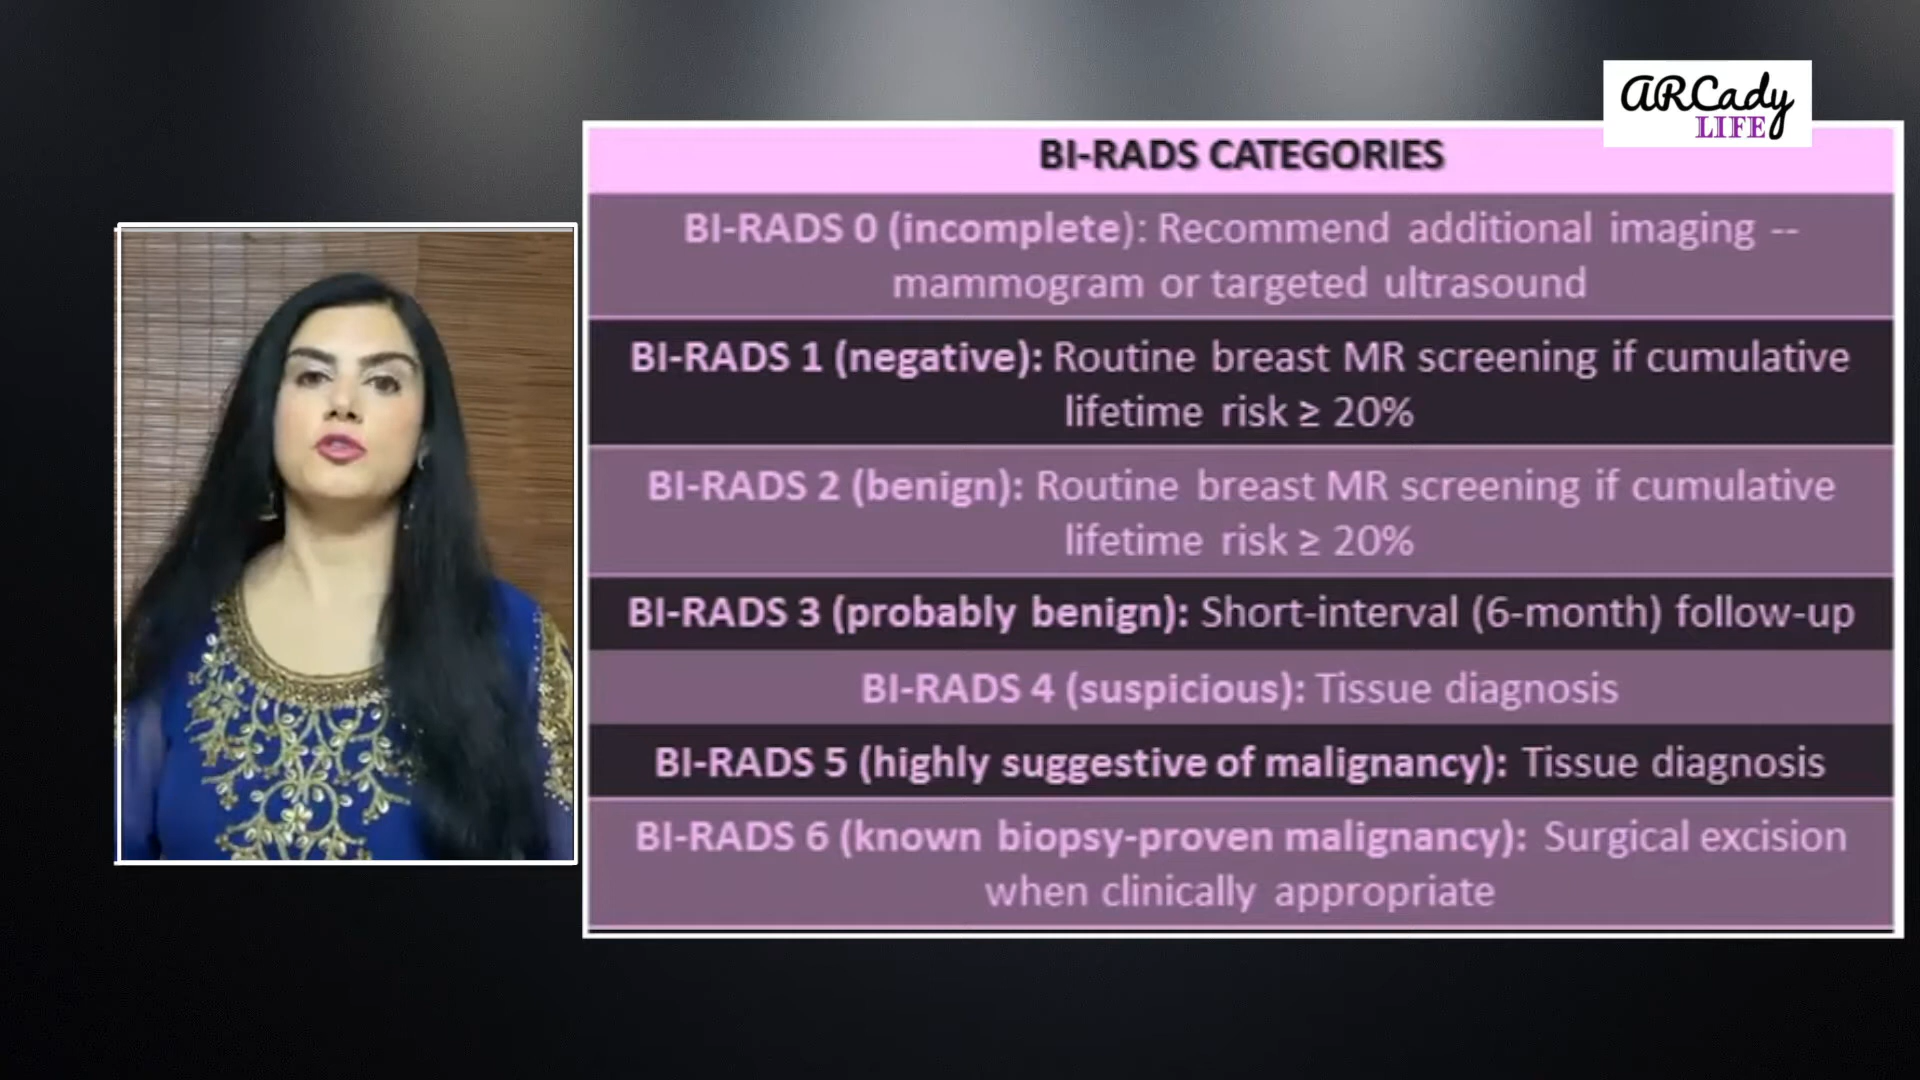 ARCady
LIFE
BI-RADS CATEGORIES
BI-RADS 0 (incomplete): Recommend additional imaging --
mammogram or targeted ultrasound
BI-RADS 1 (negative): Routine breast MR screening if cumulative
lifetime risk ≥ 20%
BI-RADS 2 (benign): Routine breast MR screening if cumulative
lifetime risk ≥ 20%
BI-RADS 3 (probably benign): Short-interval (6-month) follow-up
BI-RADS 4 (suspicious): Tissue diagnosis
BI-RADS 5 (highly suggestive of malignancy): Tissue diagnosis
BI-RADS 6 (known biopsy-proven malignancy): Surgical excision
when clinically appropriate